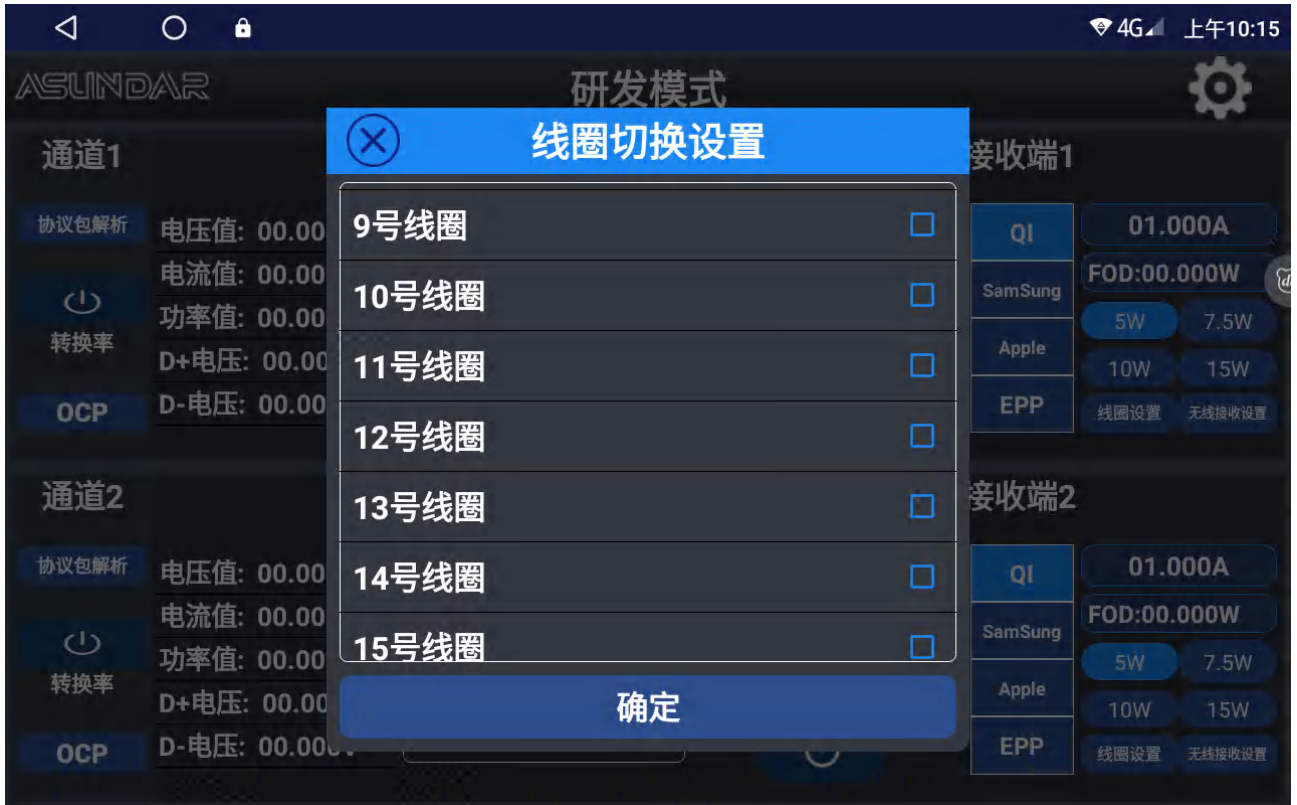 4G 上午10:15
ASUNDAR
研发模式
线圈切换设置
9号线圈
10号线圈
11号线圈
12号线圈
13号线圈
14号线圈
15号线圈
确定
通道1
协议包解析
转换率
OCP
电压值: 00.00
电流值: 00.00
功率值: 00.00
D+电压: 00.00
D-电压: 00.00
接收端1
QI
SamSung
Apple
EPP
01.000A
FOD:00.000W
5W 7.5W
10W 15W
线圈设置 无线接收设置
通道2
协议包解析
转换率
OCP
电压值: 00.00
电流值: 00.00
功率值: 00.00
D+电压: 00.00
D-电压: 00.000V
接收端2
QI
SamSung
Apple
EPP
01.000A
FOD:00.000W
5W 7.5W
10W 15W
线圈设置 无线接收设置